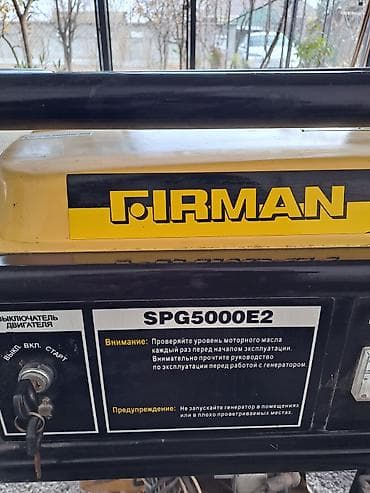 FIRMAN
ВЫКЛЮЧАТЕЛЬ
ДВИГАТЕЛЯ
ВЫКЛ. ВКЛ. СТАРТ
SPG5000E2
Внимание: Проверяйте уровень моторного масла
каждый раз перед началом эксплуатации.
Внимательно прочтите руководство
по эксплуатации перед с генератором.
Предупреждение: Не запускайте генератор в помещениях
или в плохо проветриваемых местах.